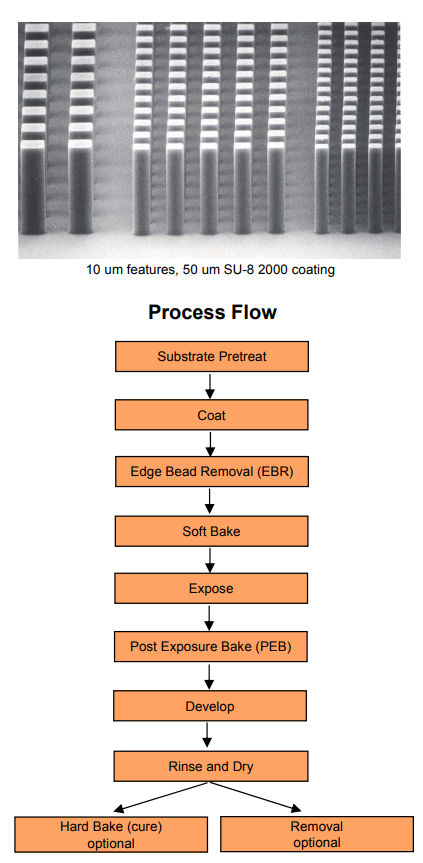 10 um features, 50 um SU-8 2000 coating
Process Flow
Substrate Pretreat
Coat
Edge Bead Removal (EBR)
Soft Bake
Expose
Post Exposure Bake (PEB)
Develop
Rinse and Dry
Hard Bake (cure)
optional
Removal
optional